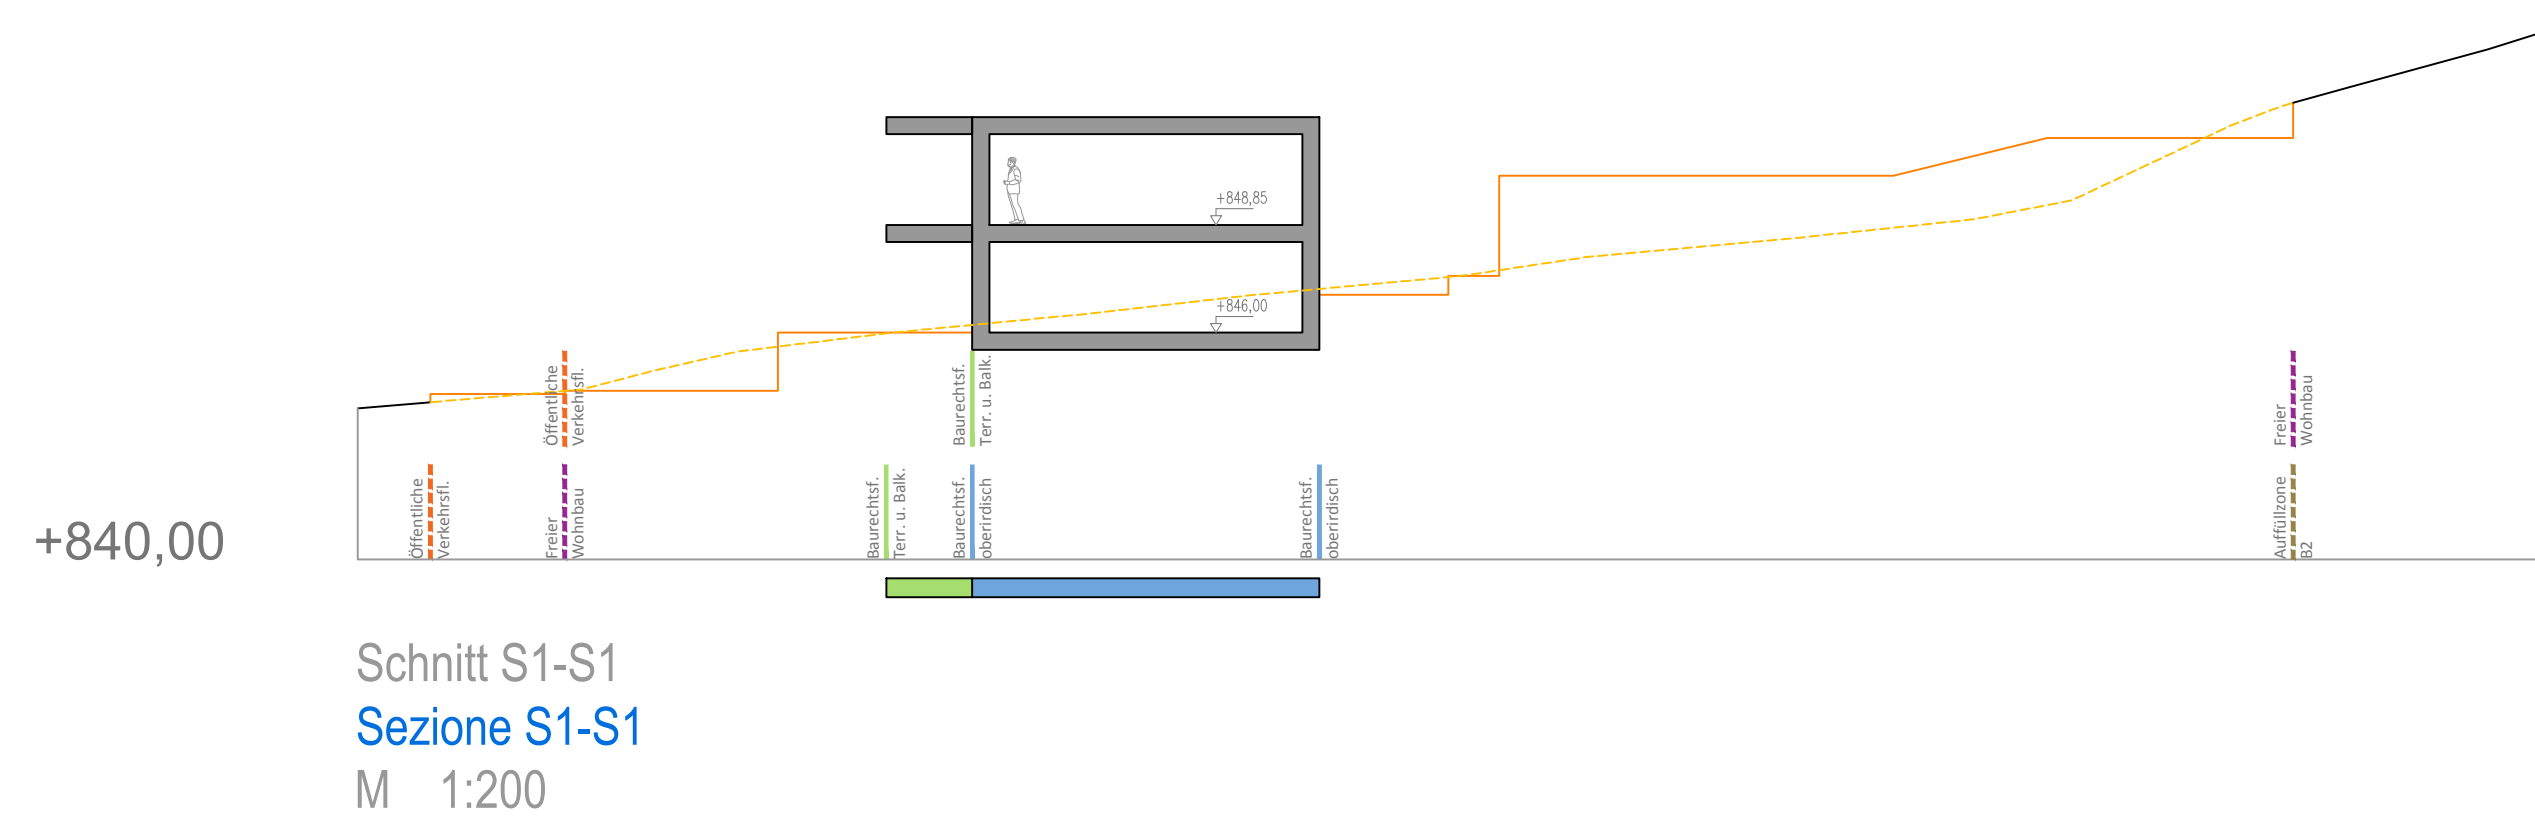 +848,85
+846,00
Öffentliche
Verkehrsfl.
Baurechtsf.
Terr. u. Balk.
Freier
Wohnbau
Öffentliche
Verkehrsfl.
Freier
Wohnbau
Baurechtsf.
Terr. u. Balk.
Baurechtsf.
oberirdisch
Baurechtsf.
oberirdisch
Auffüllzone
B2
+840,00
Schnitt S1-S1
Sezione S1-S1
M 1:200